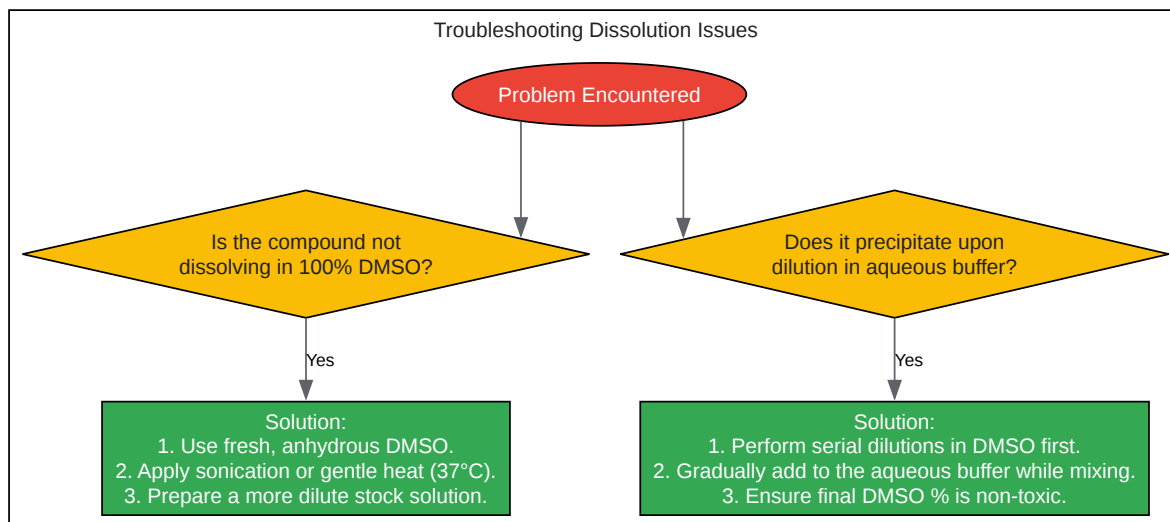 Troubleshooting Dissolution Issues
Problem Encountered
Is the compound not
dissolving in 100% DMSO?
Does it precipitate upon
dilution in aqueous buffer?
Yes
Yes
Solution:
1. Use fresh, anhydrous DMSO.
2. Apply sonication or gentle heat (37°C).
3. Prepare a more dilute stock solution.
Solution:
1. Perform serial dilutions in DMSO first.
2. Gradually add to the aqueous buffer while mixing.
3. Ensure final DMSO % is non-toxic.